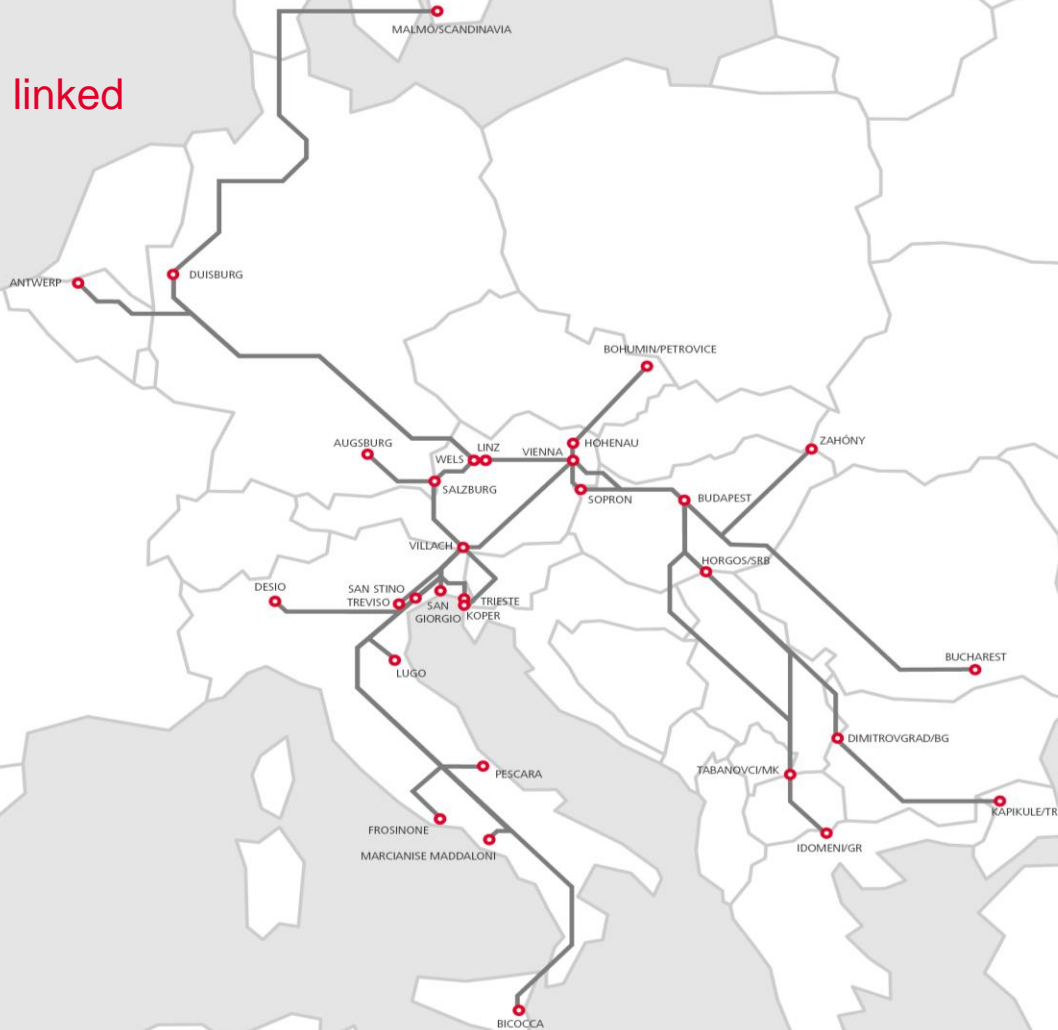 MALMÖ/SCANDINAVIA
linked
DUISBURG
ANTWERP
BOHUMIN/PETROVICE
AUGSBURG
LINZ
HOHENAU
ZAHÓNY
WELS
VIENNA
SALZBURG
SOPRON
BUDAPEST
VILLACH
HORGOS/SRB
DESIO
SAN STINO
TREVISO
SAN
GIORGIO
TRIESTE
KOPER
BUCHAREST
LUGO
DIMITROVGRAD/BG
PESCARA
TABANOVCI/MK
KAPIKULE/TR
FROSINONE
IDOMENI/GR
MARCIANISE MADDALONI
BICOCCA